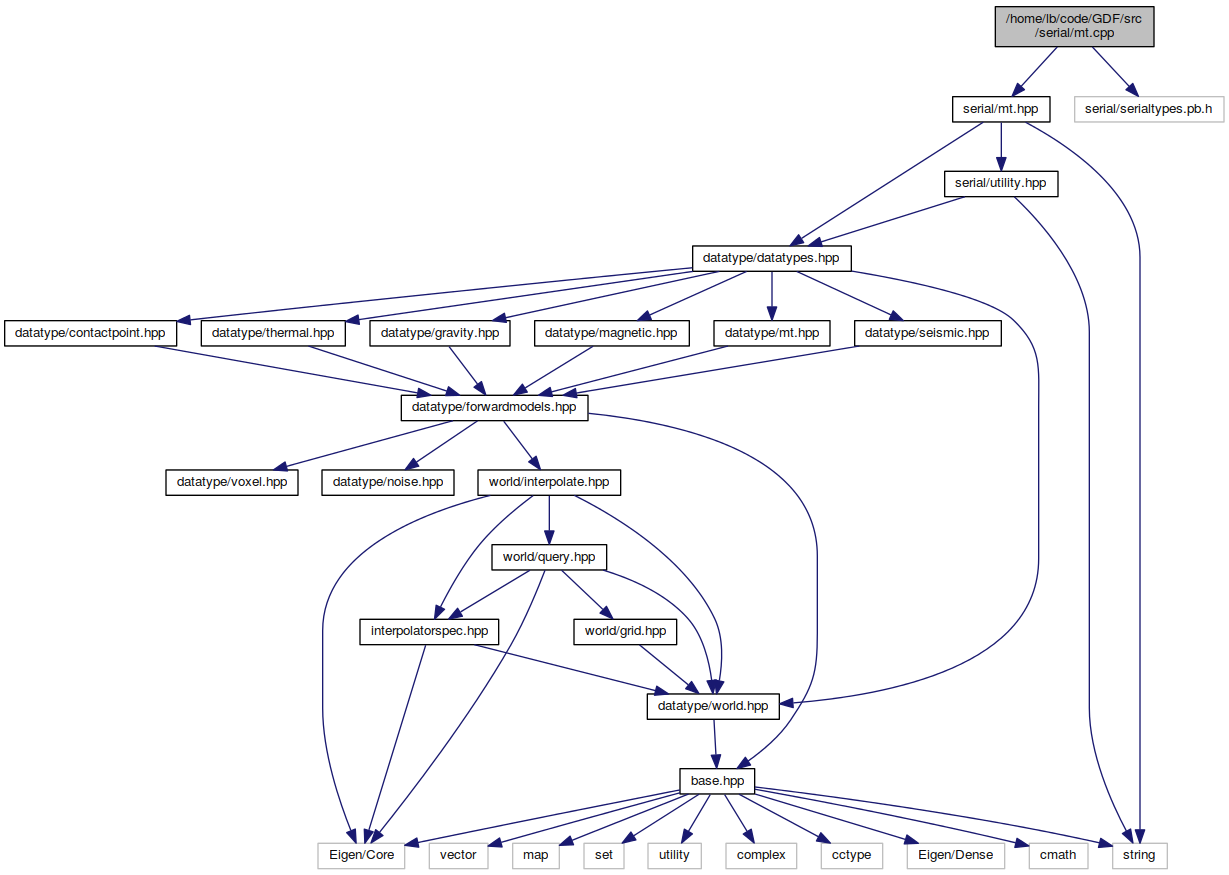 /home/lb/code/GDF/src
/serial/mt.cpp
serial/mt.hpp
serial/serialtypes.pb.h
serial/utility.hpp
datatype/datatypes.hpp
datatype/contactpoint.hpp
datatype/thermal.hpp
datatype/gravity.hpp
datatype/magnetic.hpp
datatype/mt.hpp
datatype/seismic.hpp
datatype/forwardmodels.hpp
datatype/voxel.hpp
datatype/noise.hpp
world/interpolate.hpp
world/query.hpp
interpolatorspec.hpp
world/grid.hpp
datatype/world.hpp
base.hpp
Eigen/Core
vector
map
set
utility
complex
cctype
Eigen/Dense
cmath
string